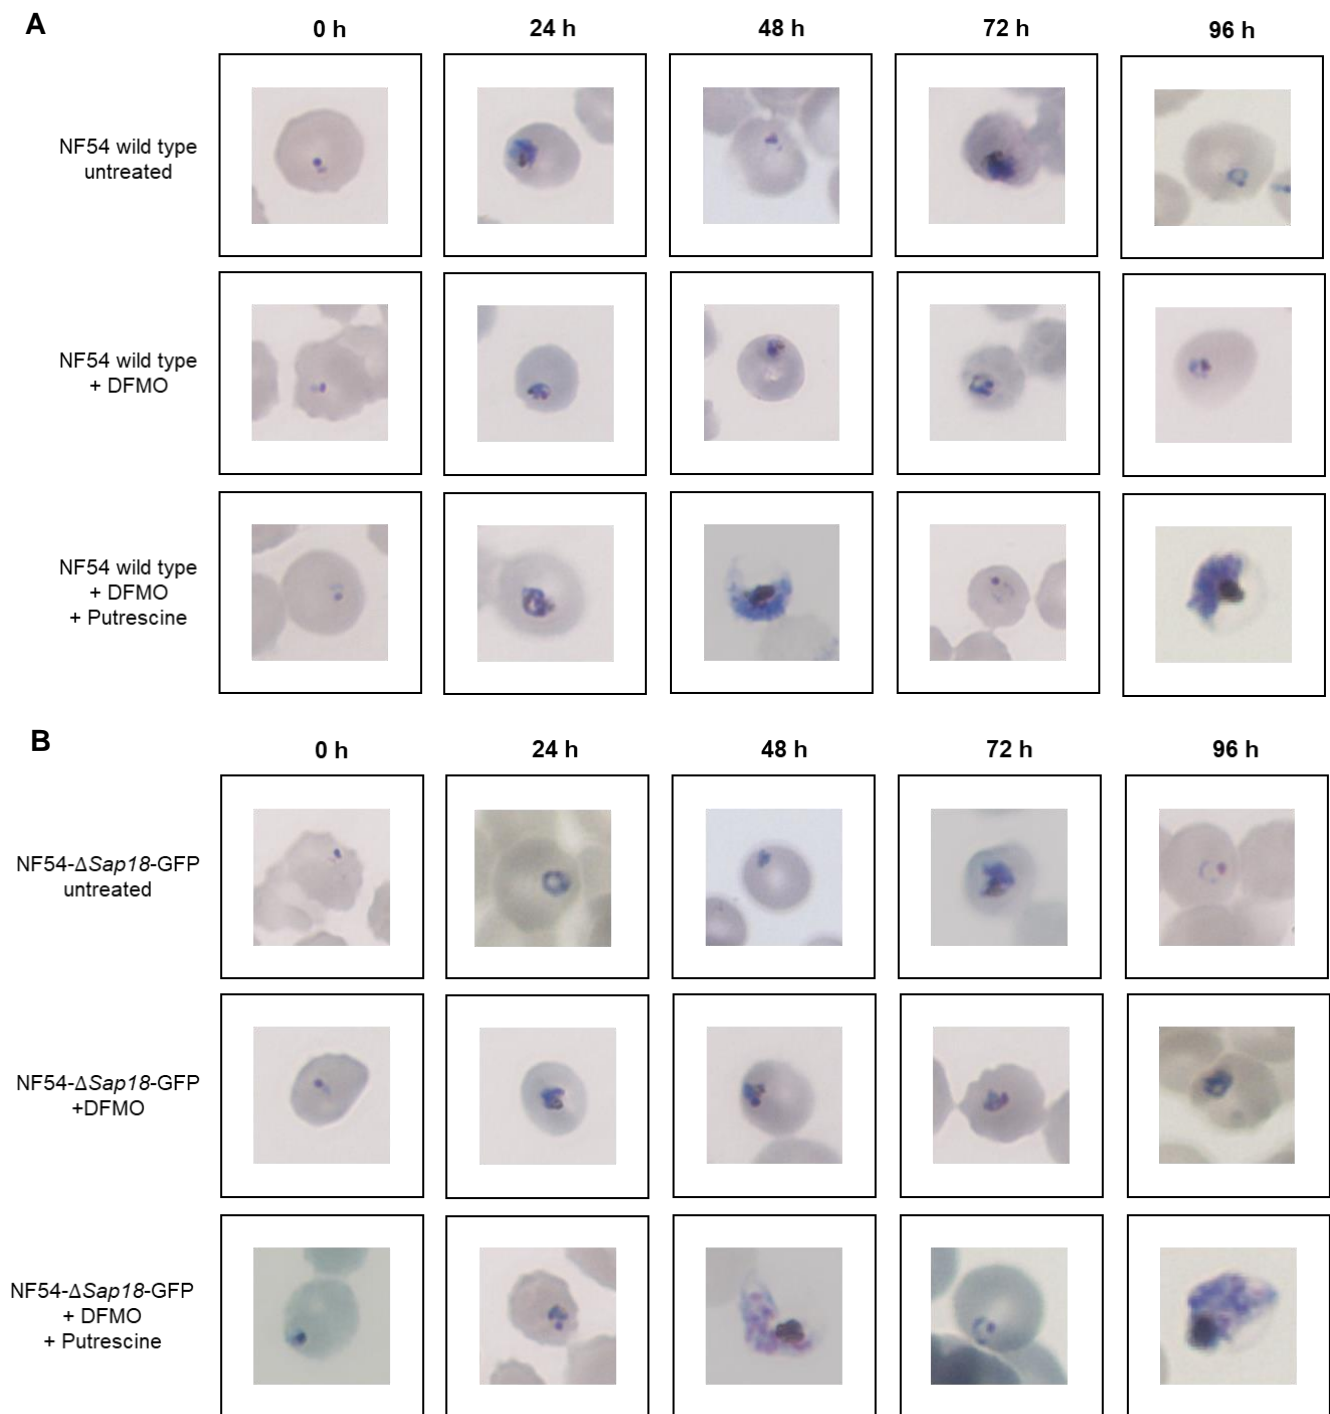 A
0 h 24 h 48 h 72 h 96 h
NF54 wild type
untreated
NF54 wild type
+ DFMO
NF54 wild type
+ DFMO
+ Putrescine
B
0 h 24 h 48 h 72 h 96 h
NF54-ΔSap18-GFP
untreated
NF54-ΔSap18-GFP
+DFMO
NF54-ΔSap18-GFP
+ DFMO
+ Putrescine